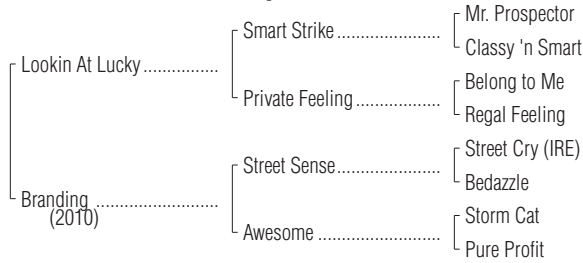 Mr. Prospector
Smart Strike ....................
Classy 'n Smart
Lookin At Lucky ...............
Belong to Me
Private Feeling ..................
Regal Feeling
Street Cry (IRE)
Street Sense .....................
Bedazzle
Branding ........................
(2010)
Storm Cat
Awesome ........................
Pure Profit